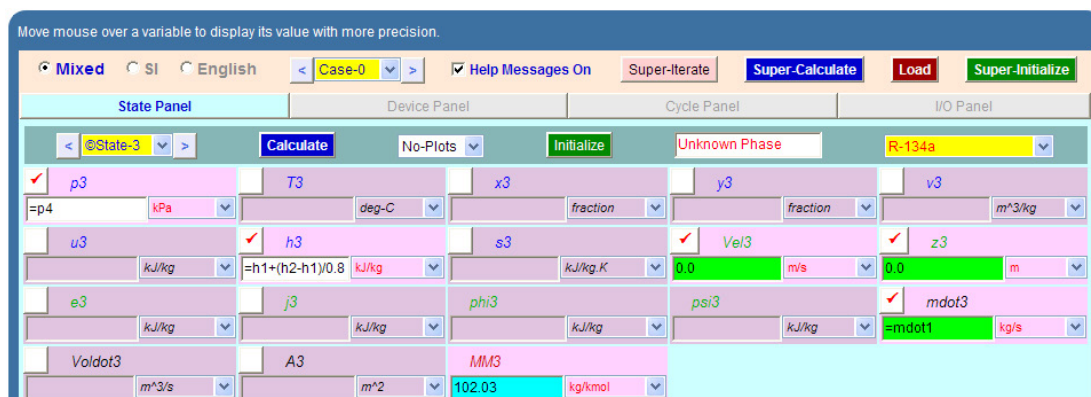 Move mouse over a variable to display its value with more precision.
Mixed SI English < Case-0 > Help Messages On Super-Iterate Super-Calculate Load Super-Initialize
State Panel Device Panel Cycle Panel I/O Panel
< ©State-3 > Calculate No-Plots Initialize Unknown Phase R-134a
p3 T3 x3 y3 v3
=p4 kPa deg-C fraction fraction m^3/kg
u3 h3 s3 Vel3 z3
kJ/kg =h1+(h2-h1)/0.8 kJ/kg kJ/kg.K 0.0 m/s 0.0 m
e3 j3 phi3 psi3 mdot3
kJ/kg kJ/kg kJ/kg kJ/kg =mdot1 kg/s
Voldot3 A3 MM3
m^3/s m^2 102.03 kg/kmol